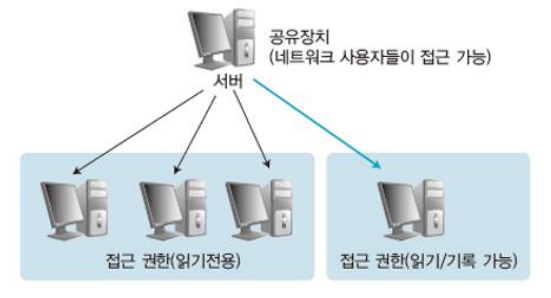 공유장치
(네트워크 사용자들이 접근 가능)
서버
접근 권한(읽기전용)
접근 권한(읽기/기록 가능)